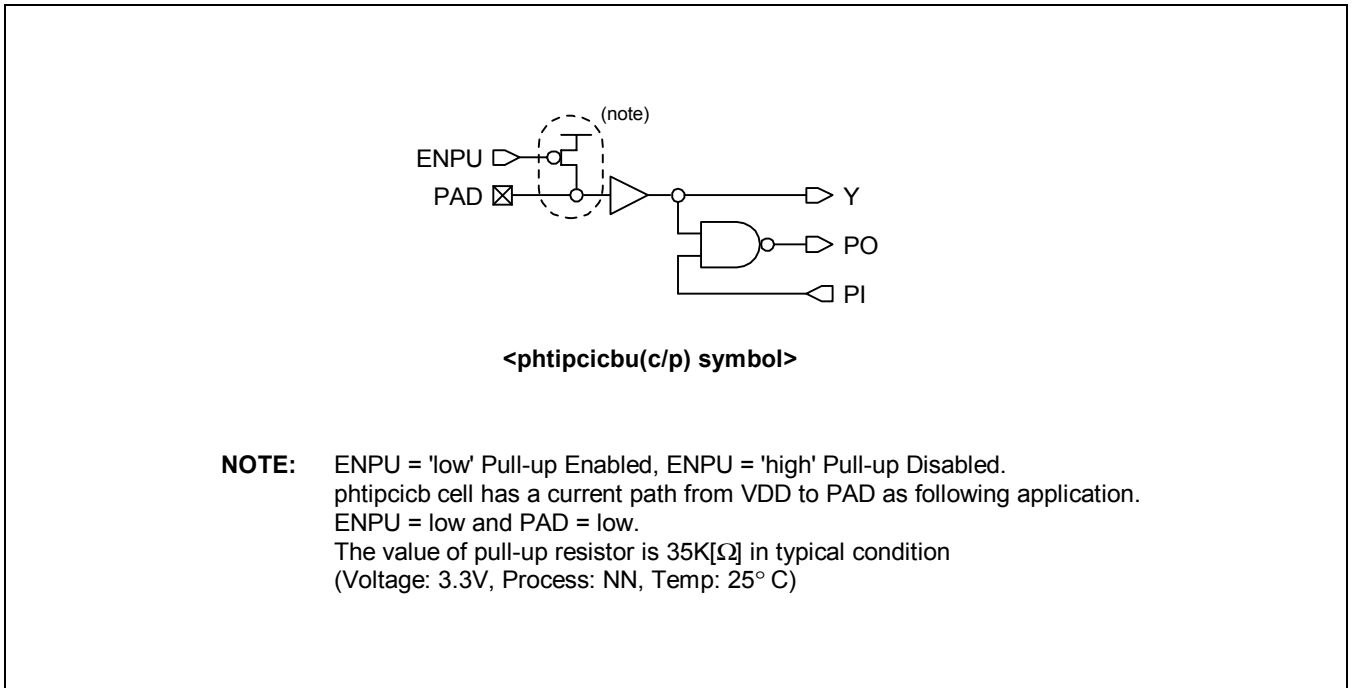 (note)
ENPU
PAD
Y
PO
PI
<phtipcicbu(c/p) symbol>
NOTE: ENPU = 'low' Pull-up Enabled, ENPU = 'high' Pull-up Disabled.
phtipcicb cell has a current path from VDD to PAD as following application.
ENPU = low and PAD = low.
The value of pull-up resistor is 35K[Ω] in typical condition
(Voltage: 3.3V, Process: NN, Temp: 25° C)